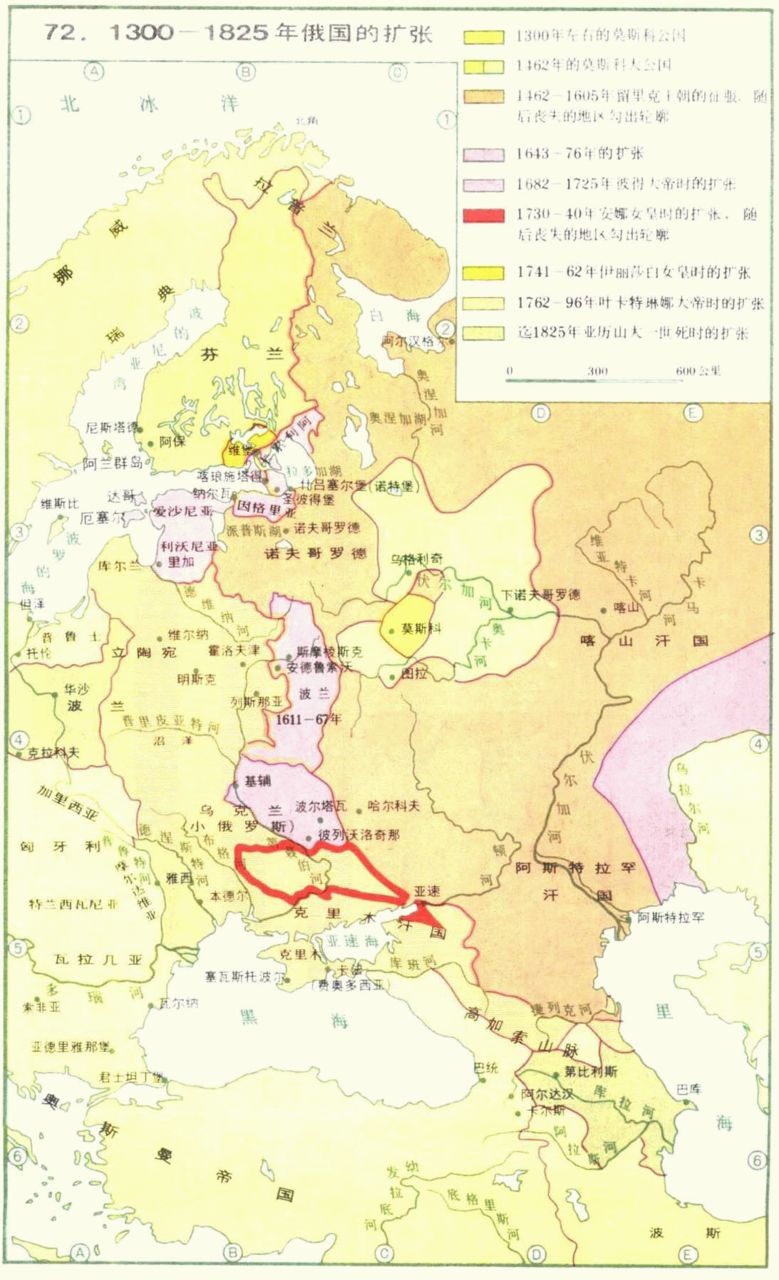 72. 1300-1825年俄国的扩张
1300年左右的莫斯科公国
1462年的莫斯科大公国
1462-1605年留里克王朝的征服，随
后丧失的地区勾出轮廓
1643-76年的扩张
1682-1725年彼得大帝时的扩张
1730-40年安娜女皇时的扩张，随
后丧失的地区勾出轮廓
1741-62年伊丽莎白女皇时的扩张
1762-96年叶卡特琳娜大帝时的扩张
迄1825年亚历山大一世死时的扩张
0 300 600公里
A B C
1 1
北冰洋
北角
拉普兰
挪威
瑞典
2 2
白海
阿尔汉格
波的亚尼湾
芬兰
奥涅加河
奥涅加湖
D E
尼斯塔德
阿保
维堡
卡累利阿
阿兰群岛
拉多加湖
喀琅施塔得
吕塞尔堡(诺特堡)
维斯比
达哥
纳尔瓦
圣彼得堡
厄塞尔
爱沙尼亚
因格里亚
3 3
波罗的海
派普斯湖
诺夫哥罗德
利沃尼亚
里加
诺夫哥罗德
库尔兰
乌格利奇
维亚特卡河
卡马河
伏尔加河
下诺夫哥罗德
喀山
但泽
德维纳河
普鲁士
立陶宛
维尔纳
莫斯科
奥卡河
喀山汗国
托伦
霍洛夫津
斯摩棱斯克
安德鲁索沃
图拉
华沙
明斯克
波兰
列斯那亚
波兰
1611-67年
普里皮亚特河
沼泽
4 4
克拉科夫
伏尔加河
乌拉尔河
基辅
加里西亚
乌克兰
小俄罗斯)
波尔塔瓦
哈尔科夫
彼列沃洛奇那
匈牙利
德涅斯特河
布格河
聂伯河
顿河
阿斯特拉罕
汗国
摩尔达维亚
雅西
特兰西瓦尼亚
本德尔
亚速
克里木汗国
阿斯特拉罕
5 5
瓦拉几亚
亚速海
克里木
卡法
(费奥多西亚)
库班河
塞瓦斯托波尔
多瑙河
索非亚
瓦尔纳
黑海
捷列克河
里海
高加索山脉
亚德里雅那堡
君士坦丁堡
巴统
第比利斯
库拉河
巴库
奥斯曼帝国
阿尔达汉
卡尔斯
阿拉斯河
6 6
幼发拉底河
底格里斯河
波斯
A B C D E